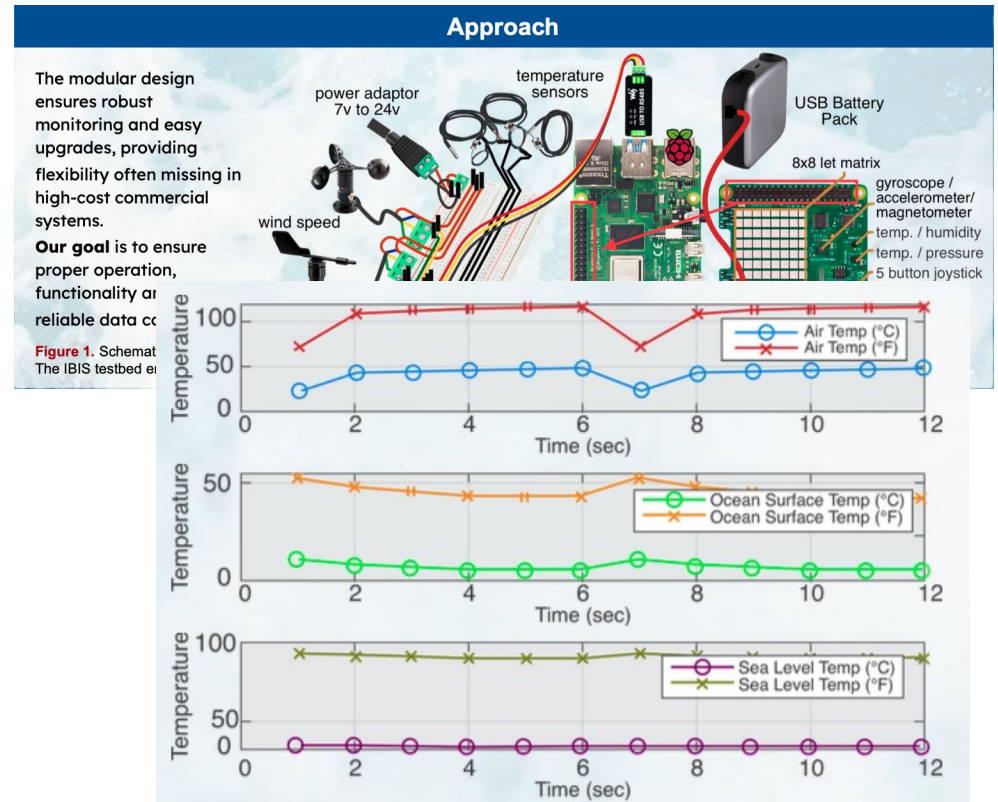 Approach
The modular design
ensures robust
monitoring and easy
upgrades, providing
flexibility often missing in
high-cost commercial
systems.
Our goal is to ensure
proper operation,
functionality
reliable data
Figure 1.
The IBIS testbed
power adaptor
7v to 24v
temperature
sensors
wind speed
USB TO RS485
USB
HDMI
USB Battery
Pack
8x8 let matrix
gyroscope /
accelerometer/
magnetometer
temp. / humidity
temp. / pressure
5 button joystick
Temperature
100
50
0
Air Temp (°C)
Air Temp (°F)
0 2 4 6 8 10 12
Time (sec)
Temperature
50
0
Ocean Surface Temp (°C)
Ocean Surface Temp (°F)
0 2 4 6 8 10 12
Time (sec)
Temperature
100
50
0
Sea Level Temp (°C)
Sea Level Temp (°F)
0 2 4 6 8 10 12
Time (sec)